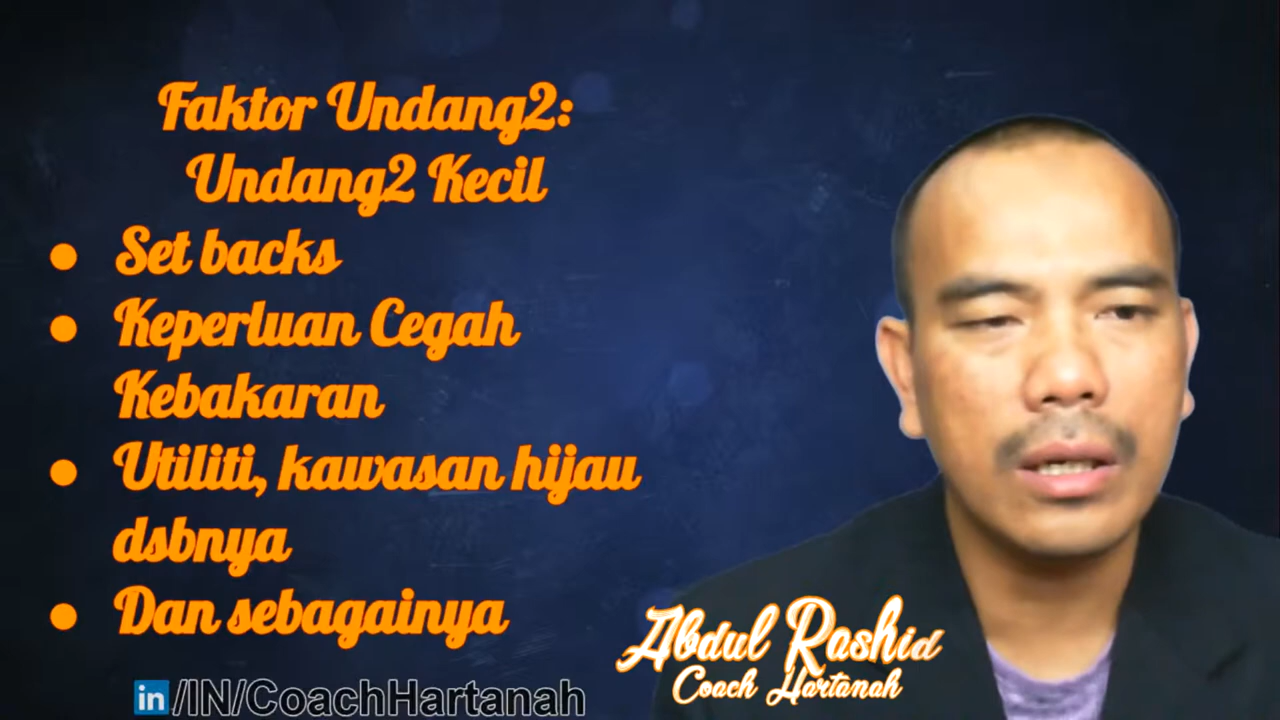 Faktor Undang2:
Undang2 Kecil
● Set backs
● Keperluan Cegah
Kebakaran
● Utiliti, kawasan hijau
dsbnya
● Dan sebagainya
Abdul Rashid
Coach Hartanah
in/IN/CoachHartanah